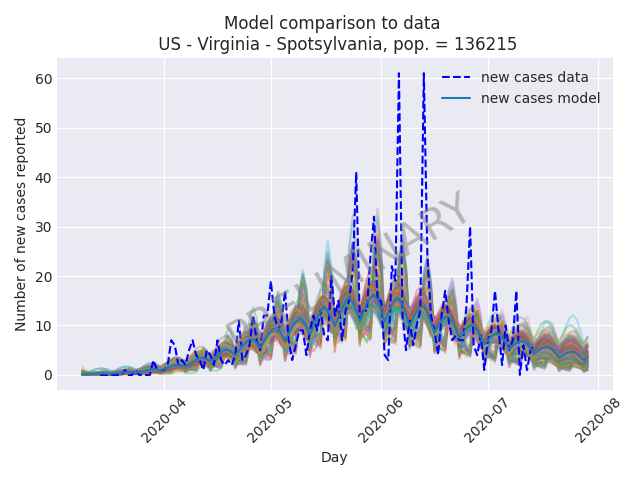 Model comparison to data
US - Virginia - Spotsylvania, pop. = 136215
new cases data
new cases model
PRELIMINARY
Number of new cases reported
60
50
40
30
20
10
0
2020-04
2020-05
2020-06
2020-07
2020-08
Day